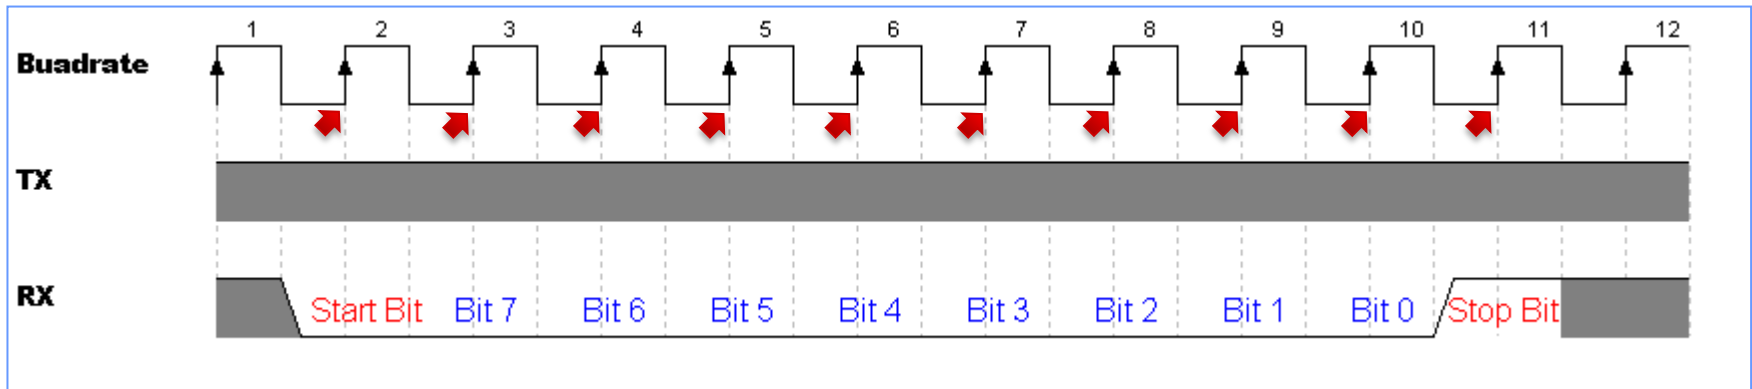 1 2 3 4 5 6 7 8 9 10 11 12
Buadrate
TX
RX
Start Bit Bit 7 Bit 6 Bit 5 Bit 4 Bit 3 Bit 2 Bit 1 Bit 0 Stop Bit